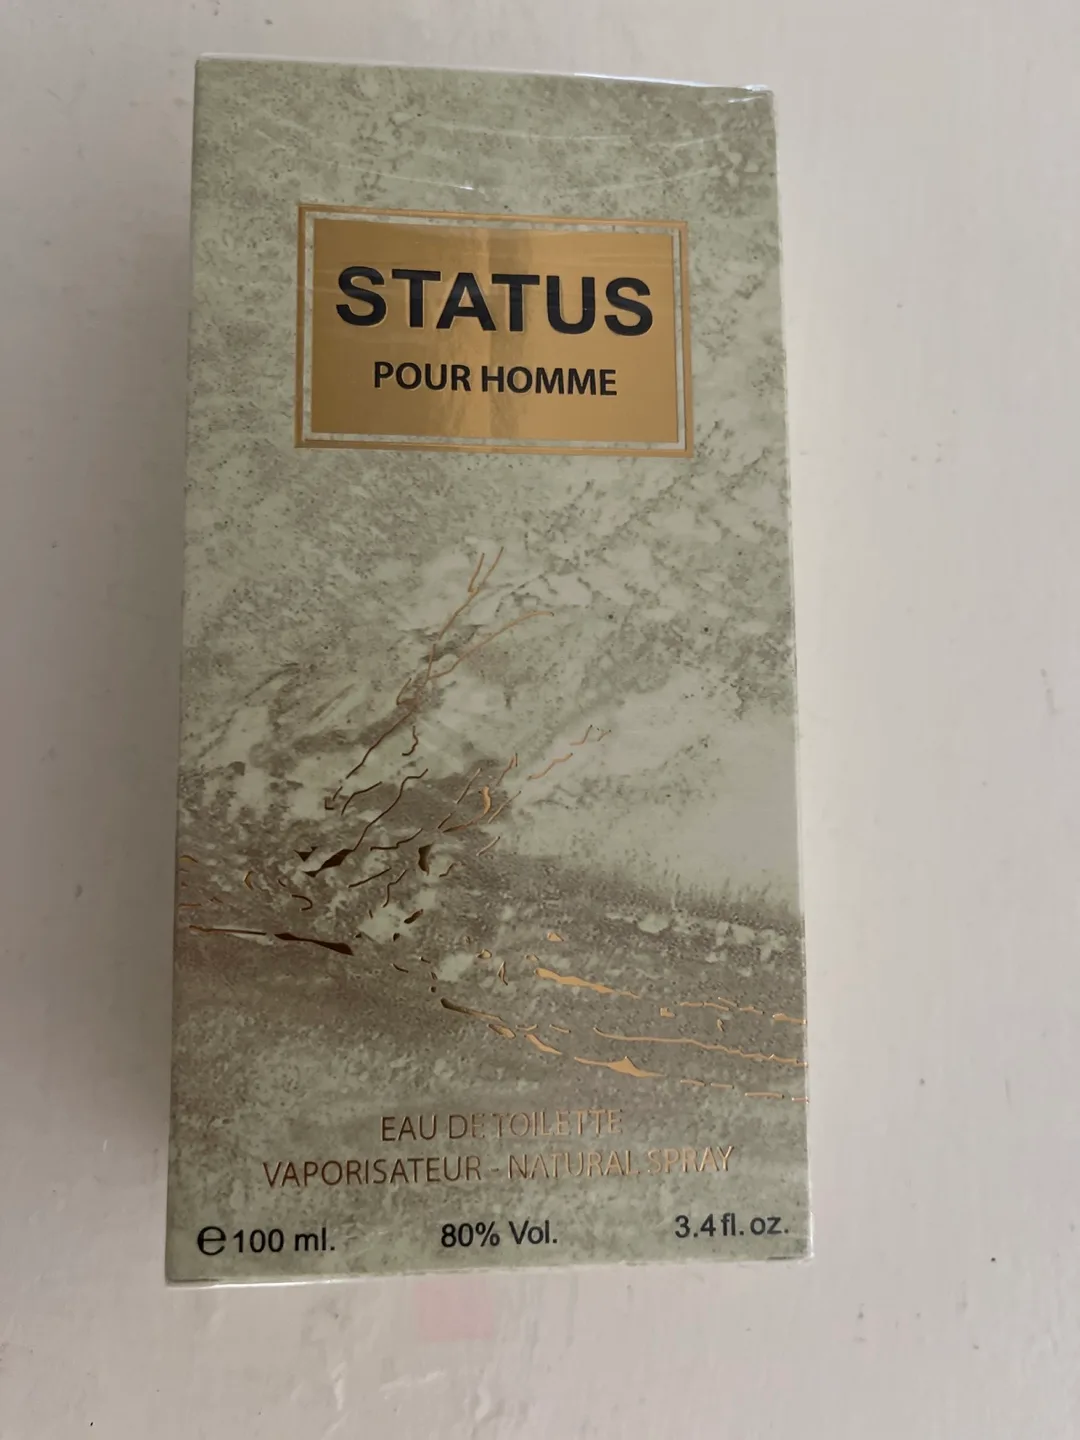 STATUS
POUR HOMME
EAU DE TOILETTE
VAPORISATEUR - NATURAL SPRAY
℮ 100 ml. 80% Vol. 3.4 fl. oz.